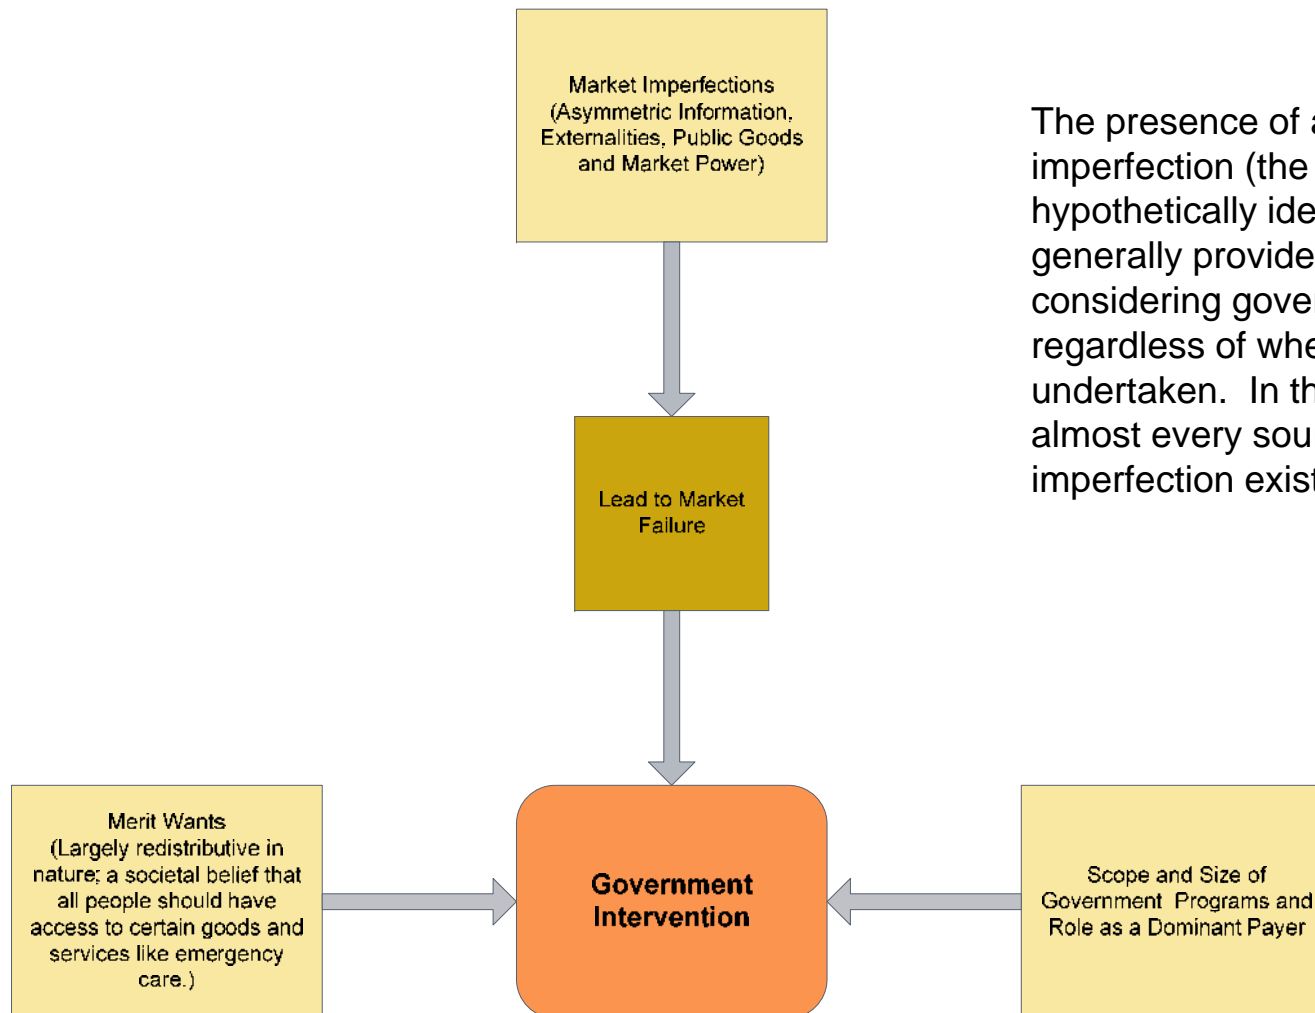 Market Imperfections
(Asymmetric Information,
Externalities, Public Goods
and Market Power)
The presence of
imperfection (the
hypothetically
generally
considering
regardless of
undertaken.  In
almost every
imperfection
Lead to Market
Failure
Merit Wants
(Largely redistributive in
nature; a societal belief that
all people should have
access to certain goods and
services like emergency
care.)
Government
Intervention
Scope and Size of
Government  Programs and
Role as a Dominant Payer